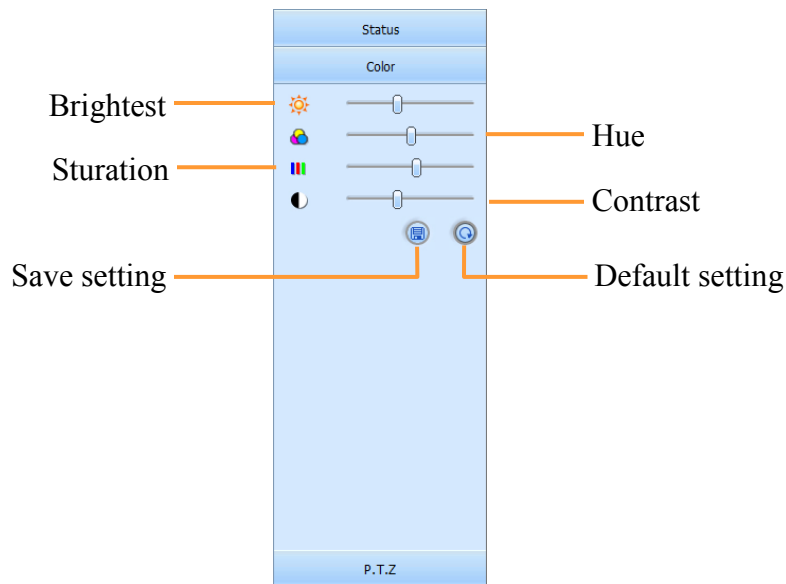 Status
Color
Brightest
Hue
Sturation
Contrast
Save setting
Default setting
P.T.Z